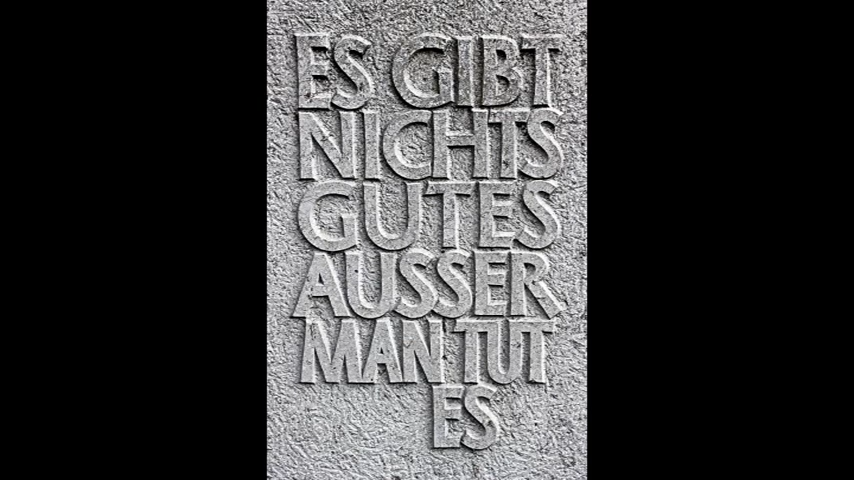 ES GIBT
NICHTS
GUTES
AUSSER
MAN TUT
ES